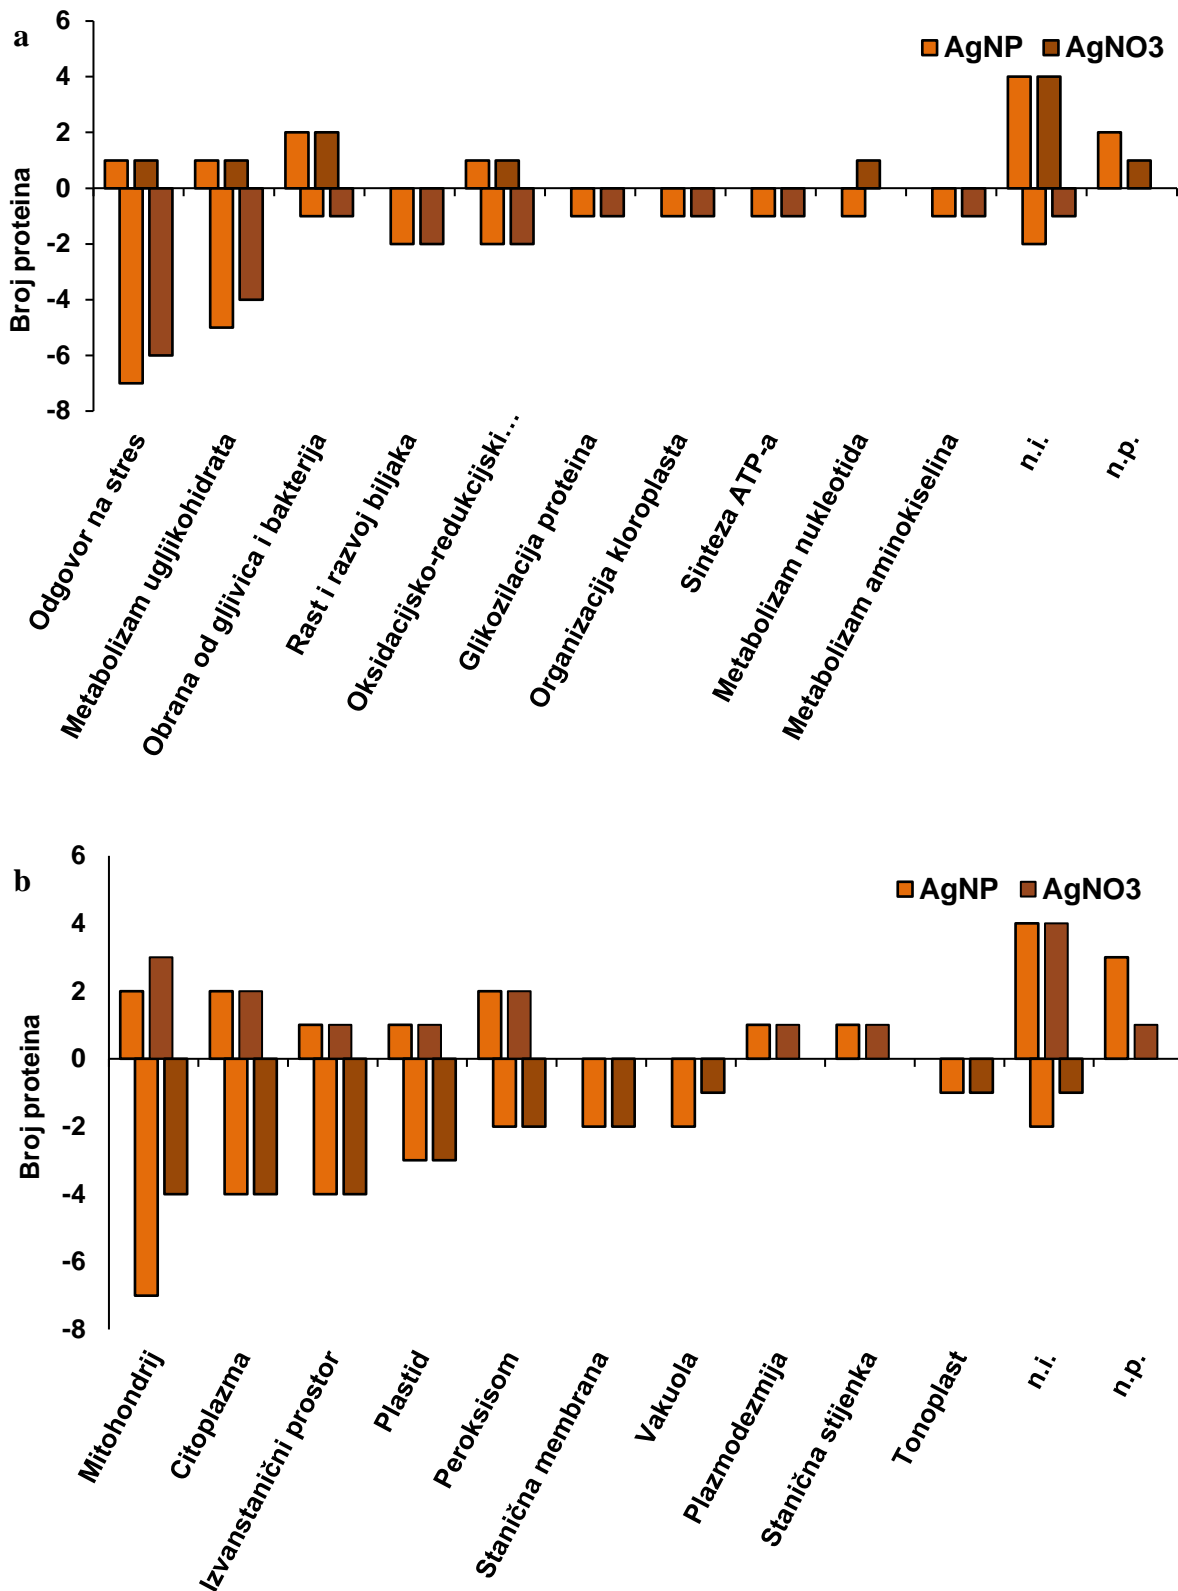 a
AgNP AgNO3
6
4
2
0
-2
-4
-6
-8
Broj proteina
Odgovor na stres
Metabolizam ugljikohidrata
Obrana od gljivica i bakterija
Rast i razvoj biljaka
Oksidacijsko-redukcijski...
Glikozilacija proteina
Organizacija kloroplasta
Sinteza ATP-a
Metabolizam nukleotida
Metabolizam aminokiselina
n.i.
n.p.
b
AgNP AgNO3
6
4
2
0
-2
-4
-6
-8
Broj proteina
Mitohondrij
Citoplazma
Izvanstanični prostor
Plastid
Peroksisom
Stanična membrana
Vakuola
Plazmodezmija
Stanična stijenka
Tonoplast
n.i.
n.p.